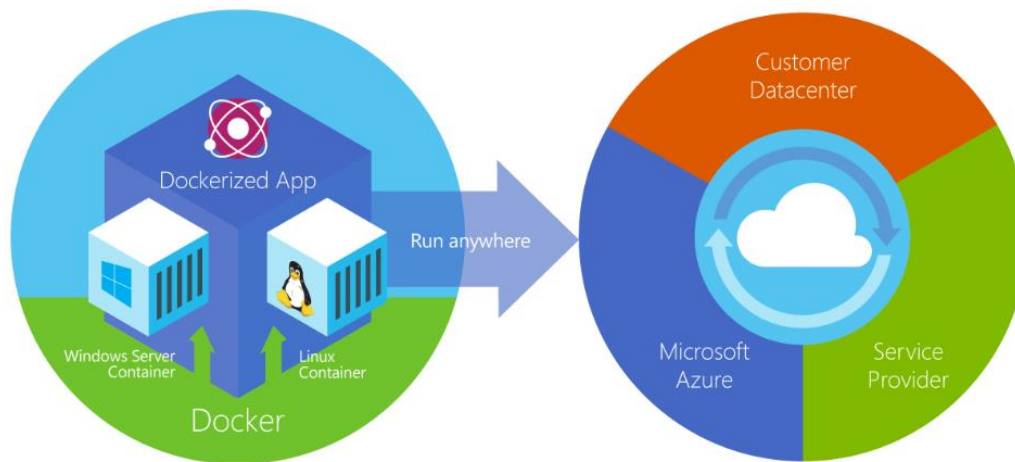 Dockerized App
Windows Server
Container
Linux
Container
Docker
Run anywhere
Customer
Datacenter
Microsoft
Azure
Service
Provider